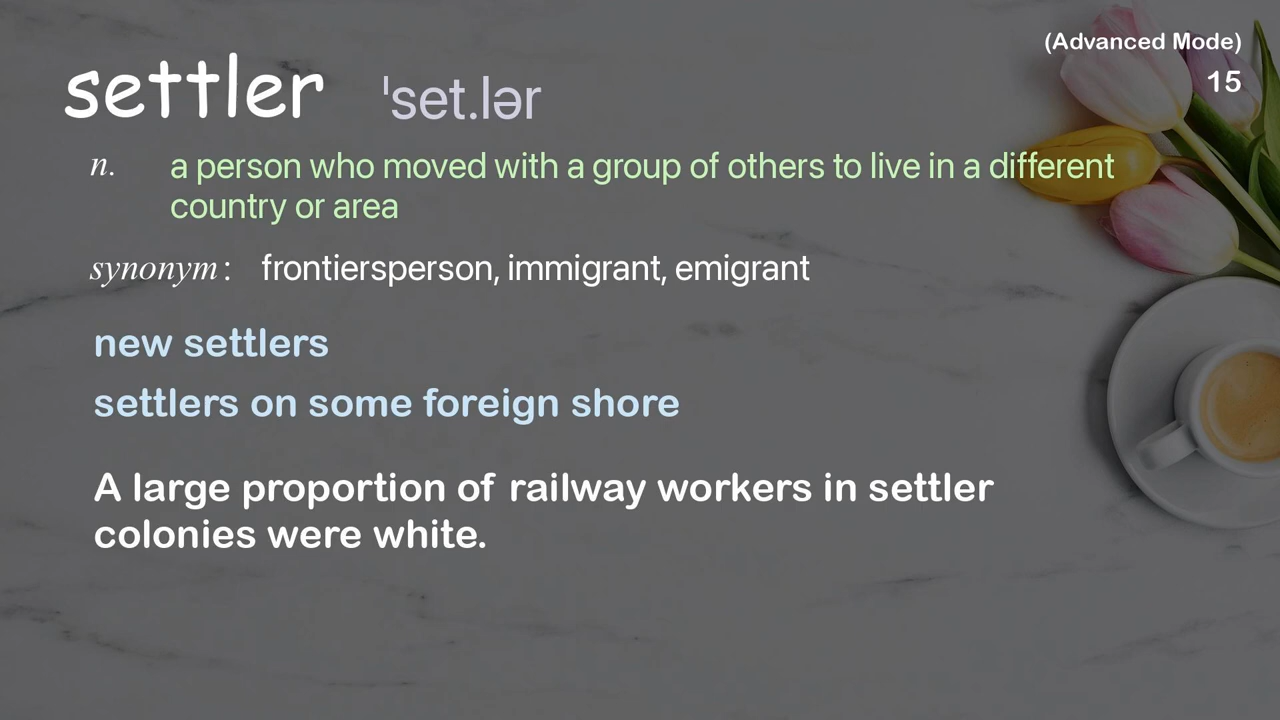 (Advanced Mode)
15
settler ˈset.lər
n. a person who moved with a group of others to live in a different
country or area
synonym: frontiersperson, immigrant, emigrant
new settlers
settlers on some foreign shore
A large proportion of railway workers in settler
colonies were white.